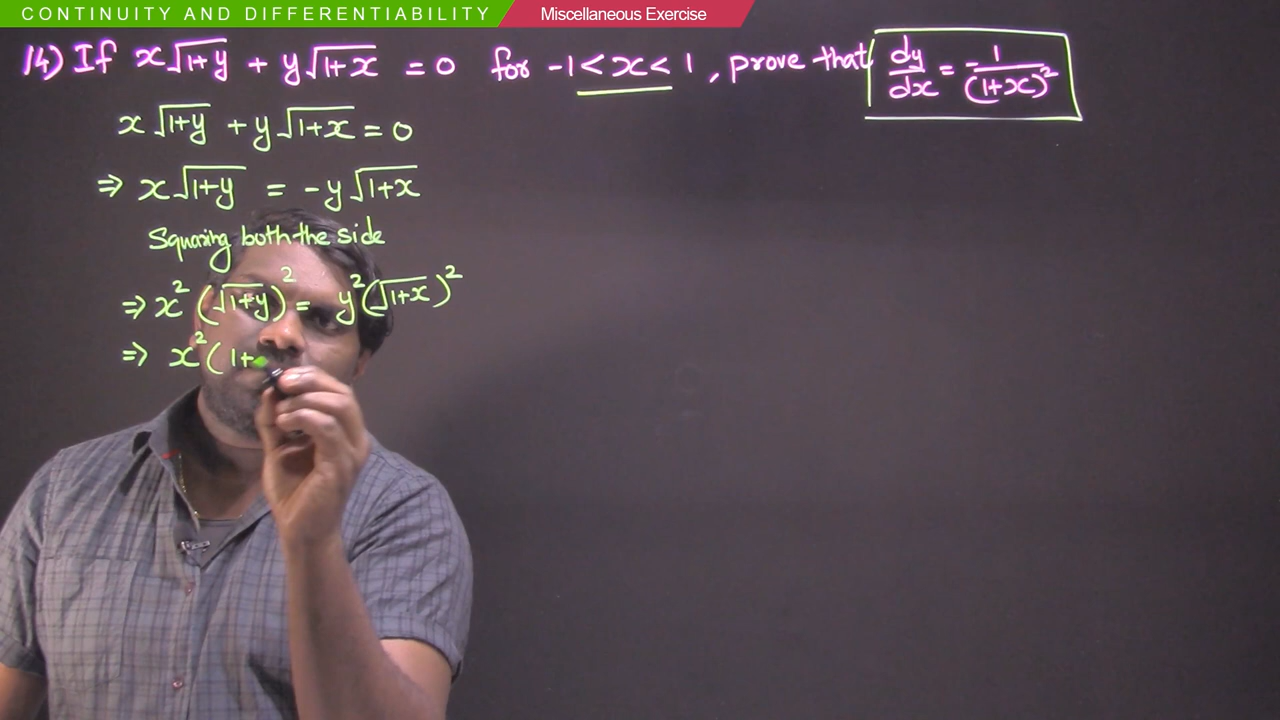 CONTINUITY AND DIFFERENTIABILITY Miscellaneous Exercise
14) If x√1+y + y√1+x = 0 for -1 < x < 1, prove that dy/dx = -1/(1+x)²
x√1+y + y√1+x = 0
⇒ x√1+y = -y√1+x
Squaring both the side
⇒ x² (√1+y)² = y²(√1+x)²
⇒ x² (1+